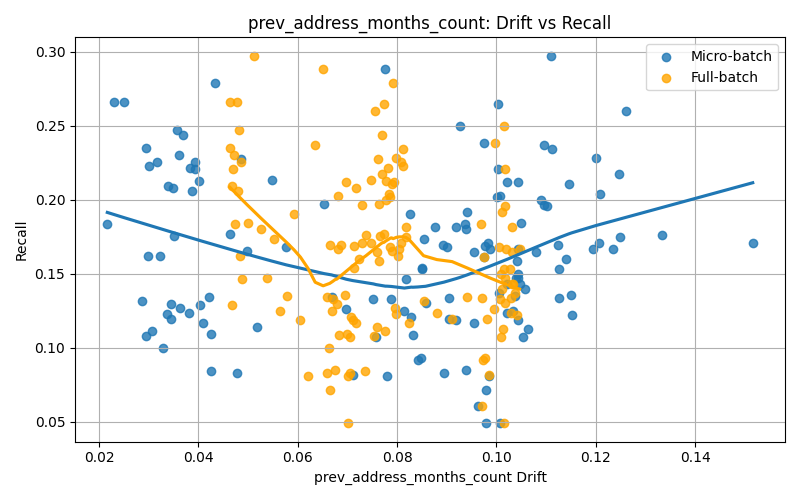 prev_address_months_count: Drift vs Recall
Micro-batch
Full-batch
Recall
0.30
0.25
0.20
0.15
0.10
0.05
0.02
0.04
0.06
0.08
0.10
0.12
0.14
prev_address_months_count Drift